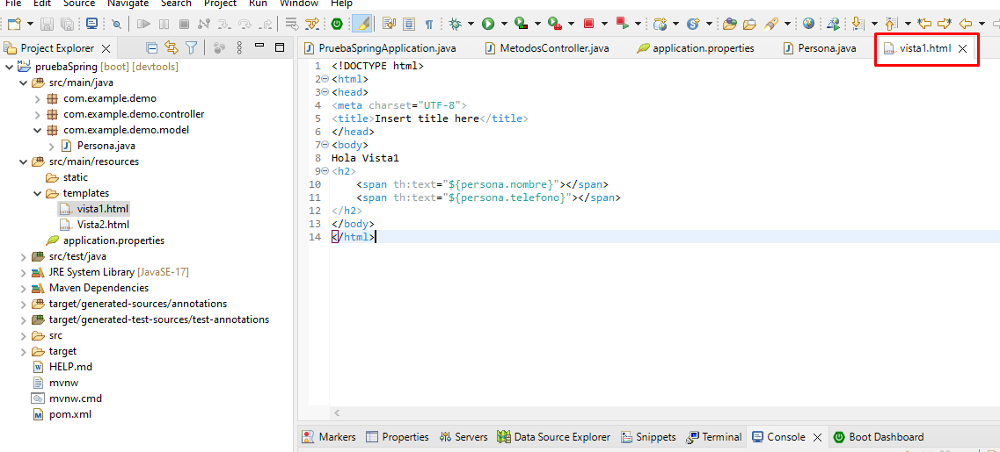 File Edit Source Navigate Search Project Run Window Help
Project Explorer
pruebaSpring [boot] [devtools]
src/main/java
com.example.demo
com.example.demo.controller
com.example.demo.model
Persona.java
src/main/resources
static
templates
vista1.html
Vista2.html
application.properties
src/test/java
JRE System Library [JavaSE-17]
Maven Dependencies
target/generated-sources/annotations
target/generated-test-sources/test-annotations
src
target
HELP.md
mvnw
mvnw.cmd
pom.xml
PruebaSpringApplication.java MetodosController.java application.properties Persona.java vista1.html
1 <!DOCTYPE html>
2 <html>
3 <head>
4 <meta charset="UTF-8">
5 <title>Insert title here</title>
6 </head>
7 <body>
8 Hola Vista1
9 <h2>
10 <span th:text="${persona.nombre}"></span>
11 <span th:text="${persona.telefono}"></span>
12 </h2>
13 </body>
14 </html>
Markers Properties Servers Data Source Explorer Snippets Terminal Console Boot Dashboard